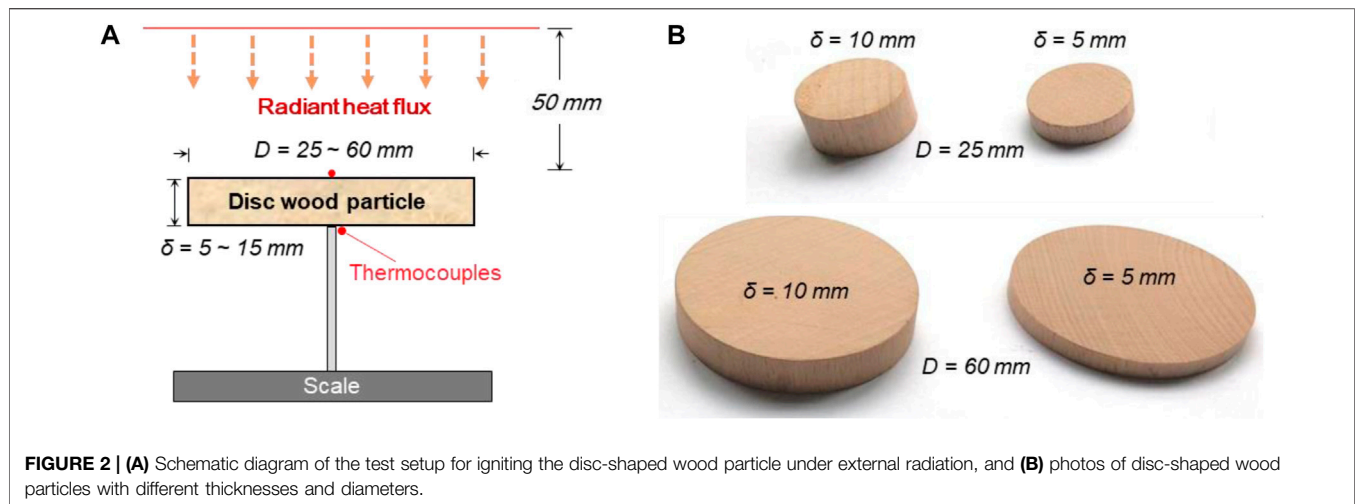 A
Radiant heat flux
50 mm
D = 25 ~ 60 mm
Disc wood particle
δ = 5 ~ 15 mm
Thermocouples
Scale
B
δ = 10 mm
δ = 5 mm
D = 25 mm
δ = 10 mm
δ = 5 mm
D = 60 mm
FIGURE 2 | (A) Schematic diagram of the test setup for igniting the disc-shaped wood particle under external radiation, and (B) photos of disc-shaped wood
particles with different thicknesses and diameters.